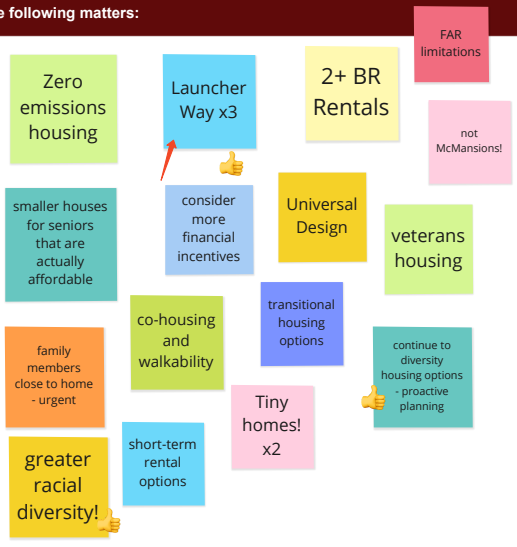 e following matters:
FAR
limitations
Zero
emissions
housing
Launcher
Way x3
2+ BR
Rentals
not
McMansions!
smaller houses
for seniors
that are
actually
affordable
consider
more
financial
incentives
Universal
Design
veterans
housing
co-housing
and
walkability
transitional
housing
options
family
members
close to home
- urgent
continue to
diversity
housing options
- proactive
planning
Tiny
homes!
x2
greater
racial
diversity!
short-term
rental
options